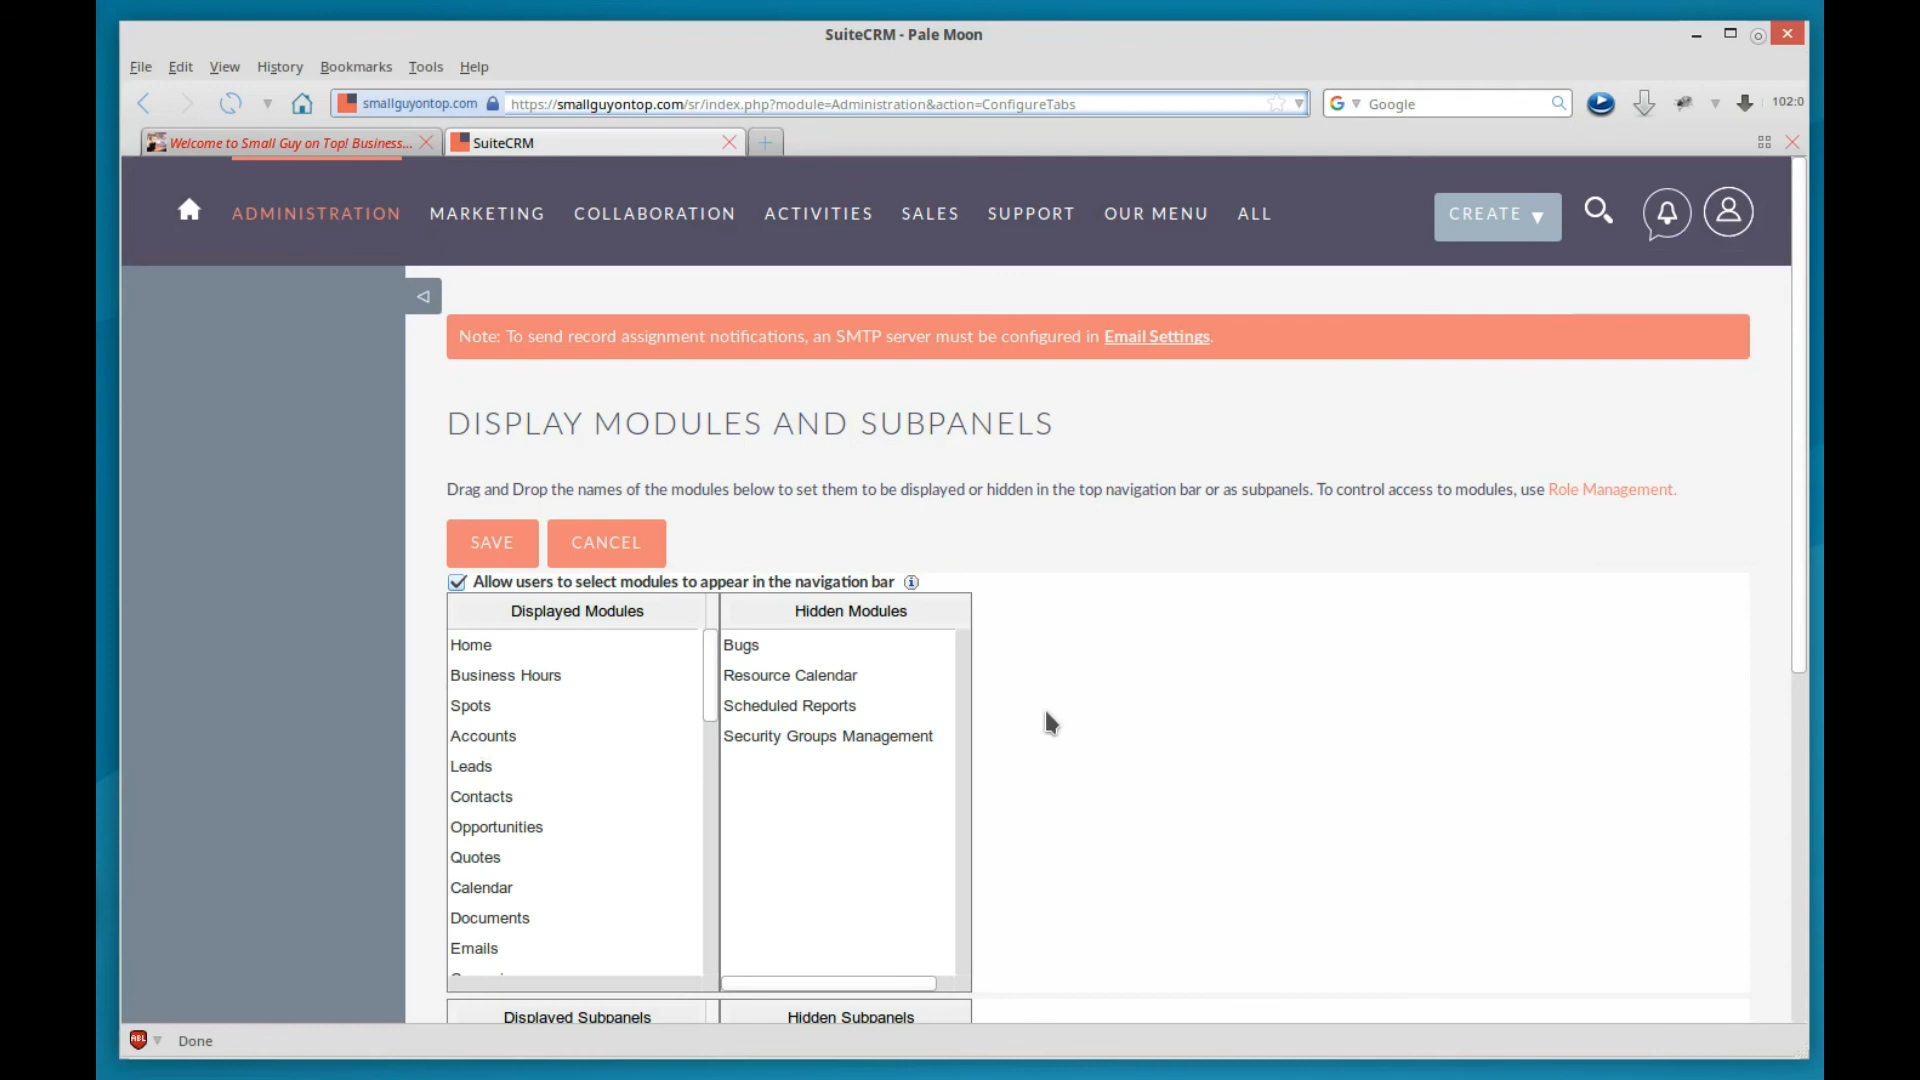 SuiteCRM - Pale Moon
File Edit View History Bookmarks Tools Help
smallguyontop.com https://smallguyontop.com/sr/index.php?module=Administration&action=ConfigureTabs Google 102:0
Welcome to Small Guy on Top! Business... SuiteCRM
ADMINISTRATION MARKETING COLLABORATION ACTIVITIES SALES SUPPORT OUR MENU ALL CREATE
Note: To send record assignment notifications, an SMTP server must be configured in Email Settings.
DISPLAY MODULES AND SUBPANELS
Drag and Drop the names of the modules below to set them to be displayed or hidden in the top navigation bar or as subpanels. To control access to modules, use Role Management.
SAVE CANCEL
Allow users to select modules to appear in the navigation bar
Displayed Modules Hidden Modules
Home Bugs
Business Hours Resource Calendar
Spots Scheduled Reports
Accounts Security Groups Management
Leads
Contacts
Opportunities
Quotes
Calendar
Documents
Emails
Displayed Subpanels Hidden Subpanels
ABL Done